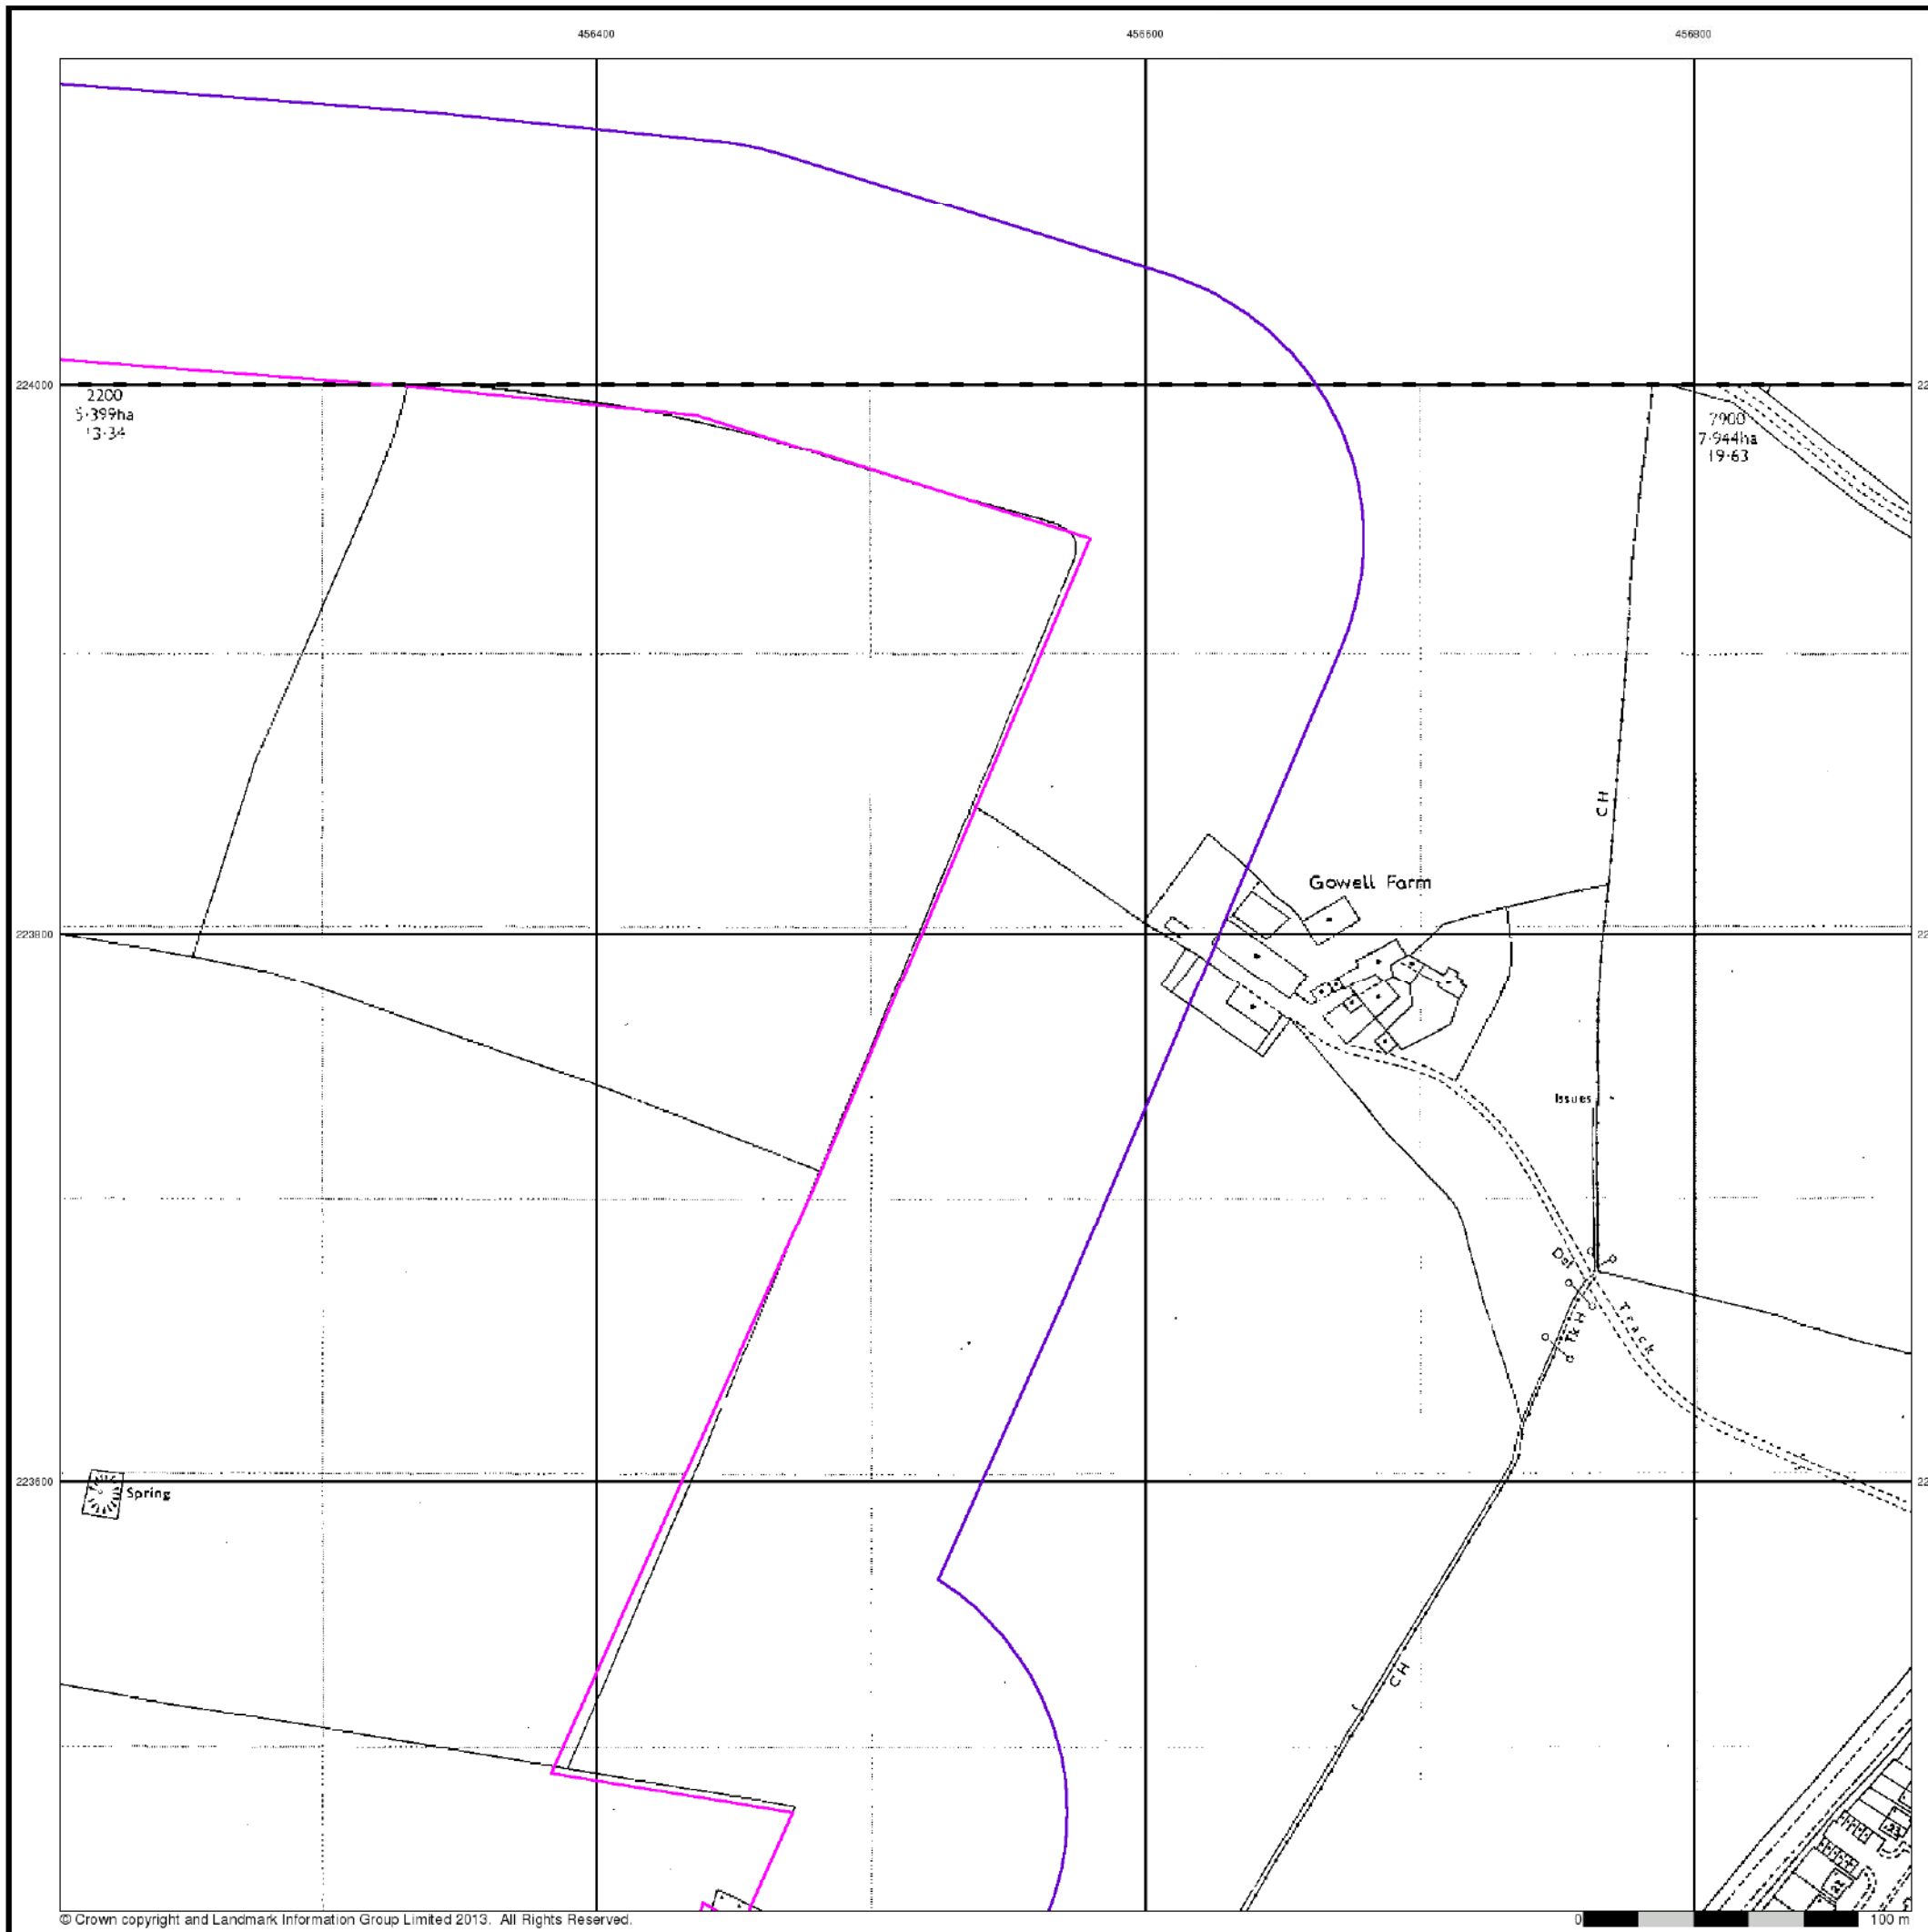 456400 456600 456800
224000
2200
5·399ha
13·34
7900
7·944ha
19·63
CH
Gowell Farm
223800
Issues
Track
Tk H
223600
Spring
CH
© Crown copyright and Landmark Information Group Limited 2013. All Rights Reserved.
0 100 m